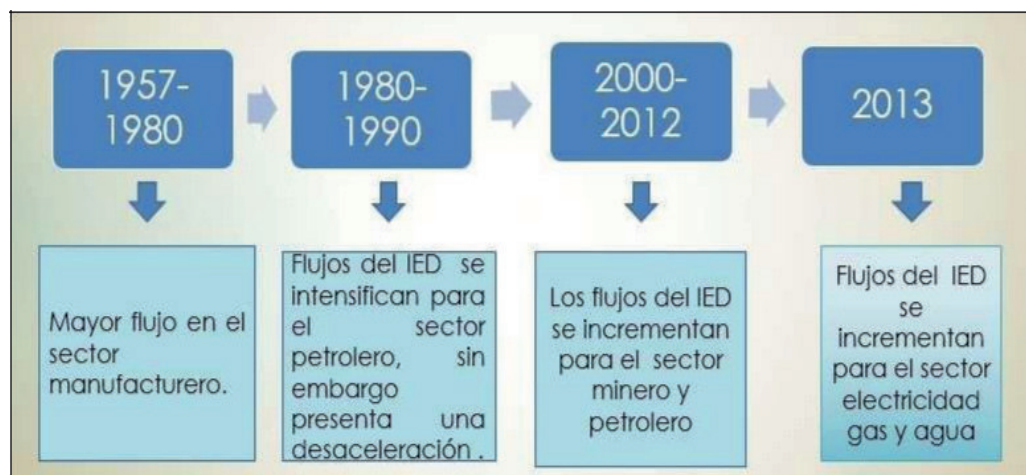 1957-
1980
1980-
1990
2000-
2012
2013
Mayor flujo en el
sector
manufacturero.
Flujos del IED se
intensifican para
el sector
petrolero, sin
embargo
presenta una
desaceleración .
Los flujos del IED
se incrementan
para el sector
minero y
petrolero
Flujos del IED
se
incrementan
para el sector
electricidad
gas y agua